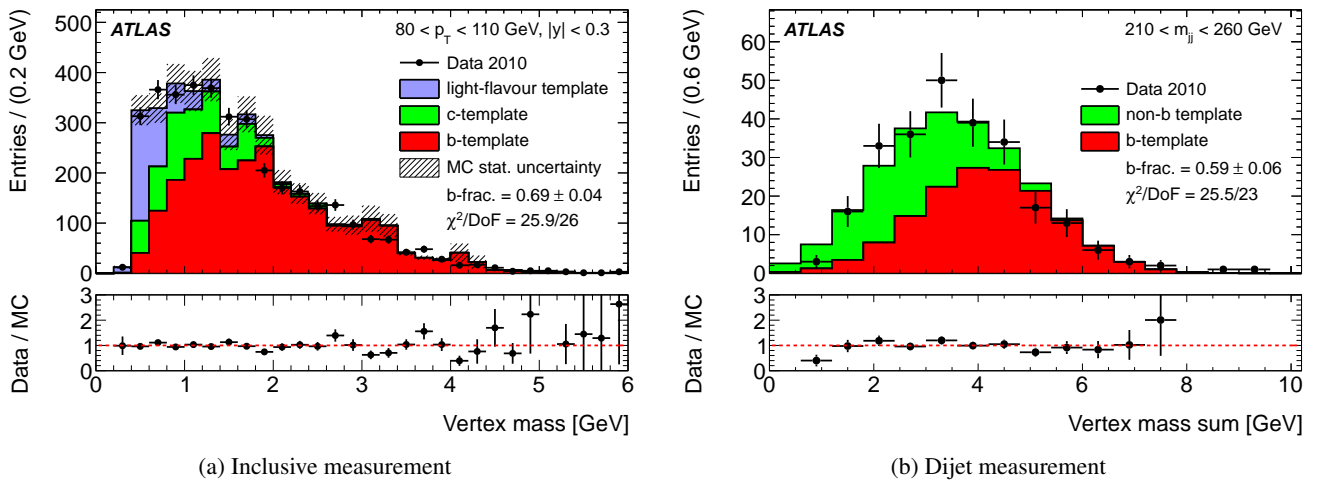 ATLAS
80 < p_T < 110 GeV, |y| < 0.3
Entries / (0.2 GeV)
500
400
300
200
100
0
Data 2010
light-flavour template
c-template
b-template
MC stat. uncertainty
b-frac. = 0.69 ± 0.04
χ²/DoF = 25.9/26
Data / MC
3
2
1
0
0 1 2 3 4 5 6
Vertex mass [GeV]
(a) Inclusive measurement
ATLAS
210 < m_jj < 260 GeV
Entries / (0.6 GeV)
60
50
40
30
20
10
0
Data 2010
non-b template
b-template
b-frac. = 0.59 ± 0.06
χ²/DoF = 25.5/23
Data / MC
3
2
1
0
0 2 4 6 8 10
Vertex mass sum [GeV]
(b) Dijet measurement